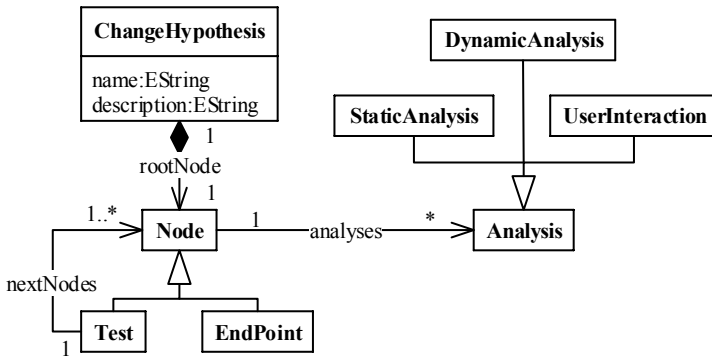 ChangeHypothesis
name:EString
description:EString
DynamicAnalysis
StaticAnalysis
UserInteraction
1
rootNode
1
1..*
Node
1
analyses
*
Analysis
nextNodes
1
Test
EndPoint